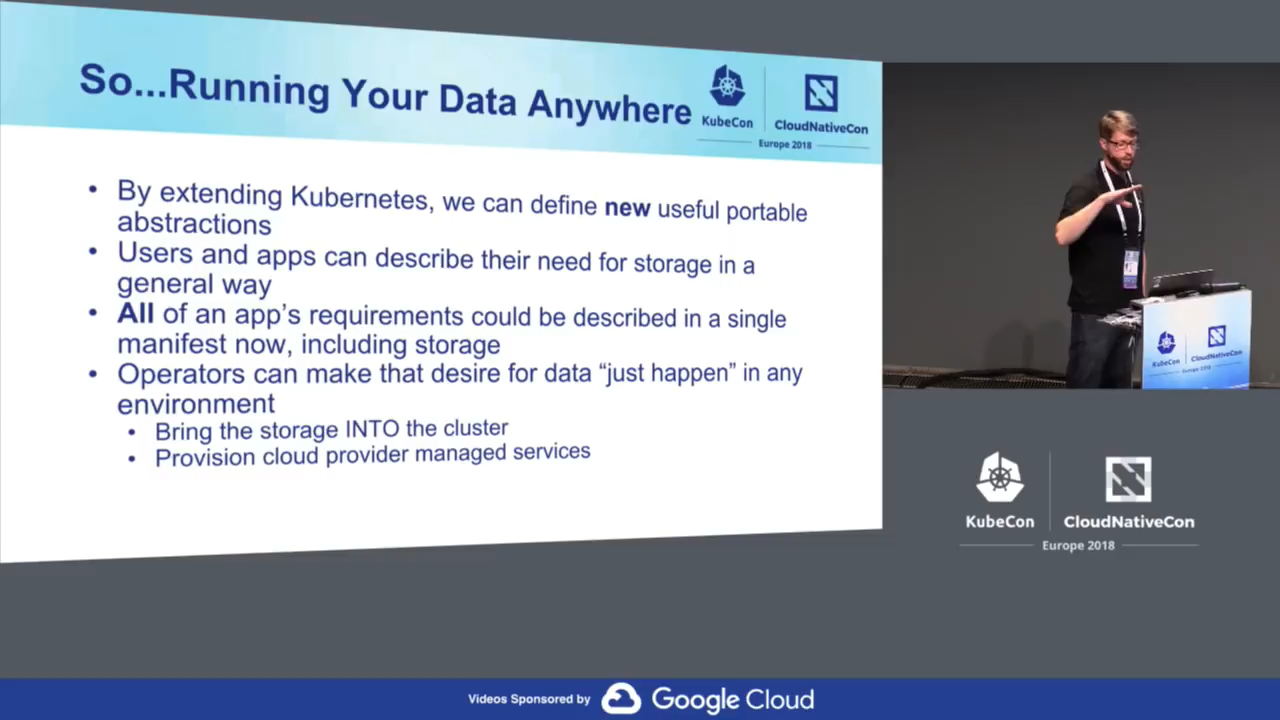 So...Running Your Data Anywhere
KubeCon
CloudNativeCon
Europe 2018
• By extending Kubernetes, we can define new useful portable
abstractions
• Users and apps can describe their need for storage in a
general way
• All of an app's requirements could be described in a single
manifest now, including storage
• Operators can make that desire for data “just happen” in any
environment
• Bring the storage INTO the cluster
• Provision cloud provider managed services
KubeCon
CloudNativeCon
Europe 2018
KubeCon
CloudNativeCon
Europe 2018
Videos Sponsored by Google Cloud